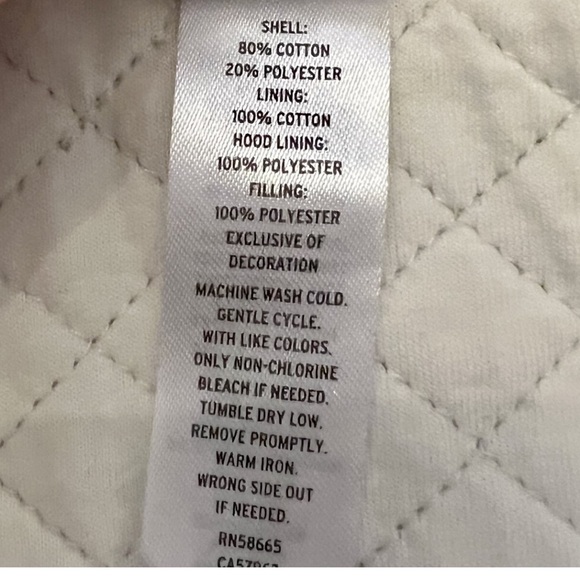 SHELL:
80% COTTON
20% POLYESTER
LINING:
100% COTTON
HOOD LINING:
100% POLYESTER
FILLING:
100% POLYESTER
EXCLUSIVE OF
DECORATION
MACHINE WASH COLD.
GENTLE CYCLE.
WITH LIKE COLORS.
ONLY NON-CHLORINE
BLEACH IF NEEDED.
TUMBLE DRY LOW.
REMOVE PROMPTLY.
WARM IRON.
WRONG SIDE OUT
IF NEEDED.
RN58665